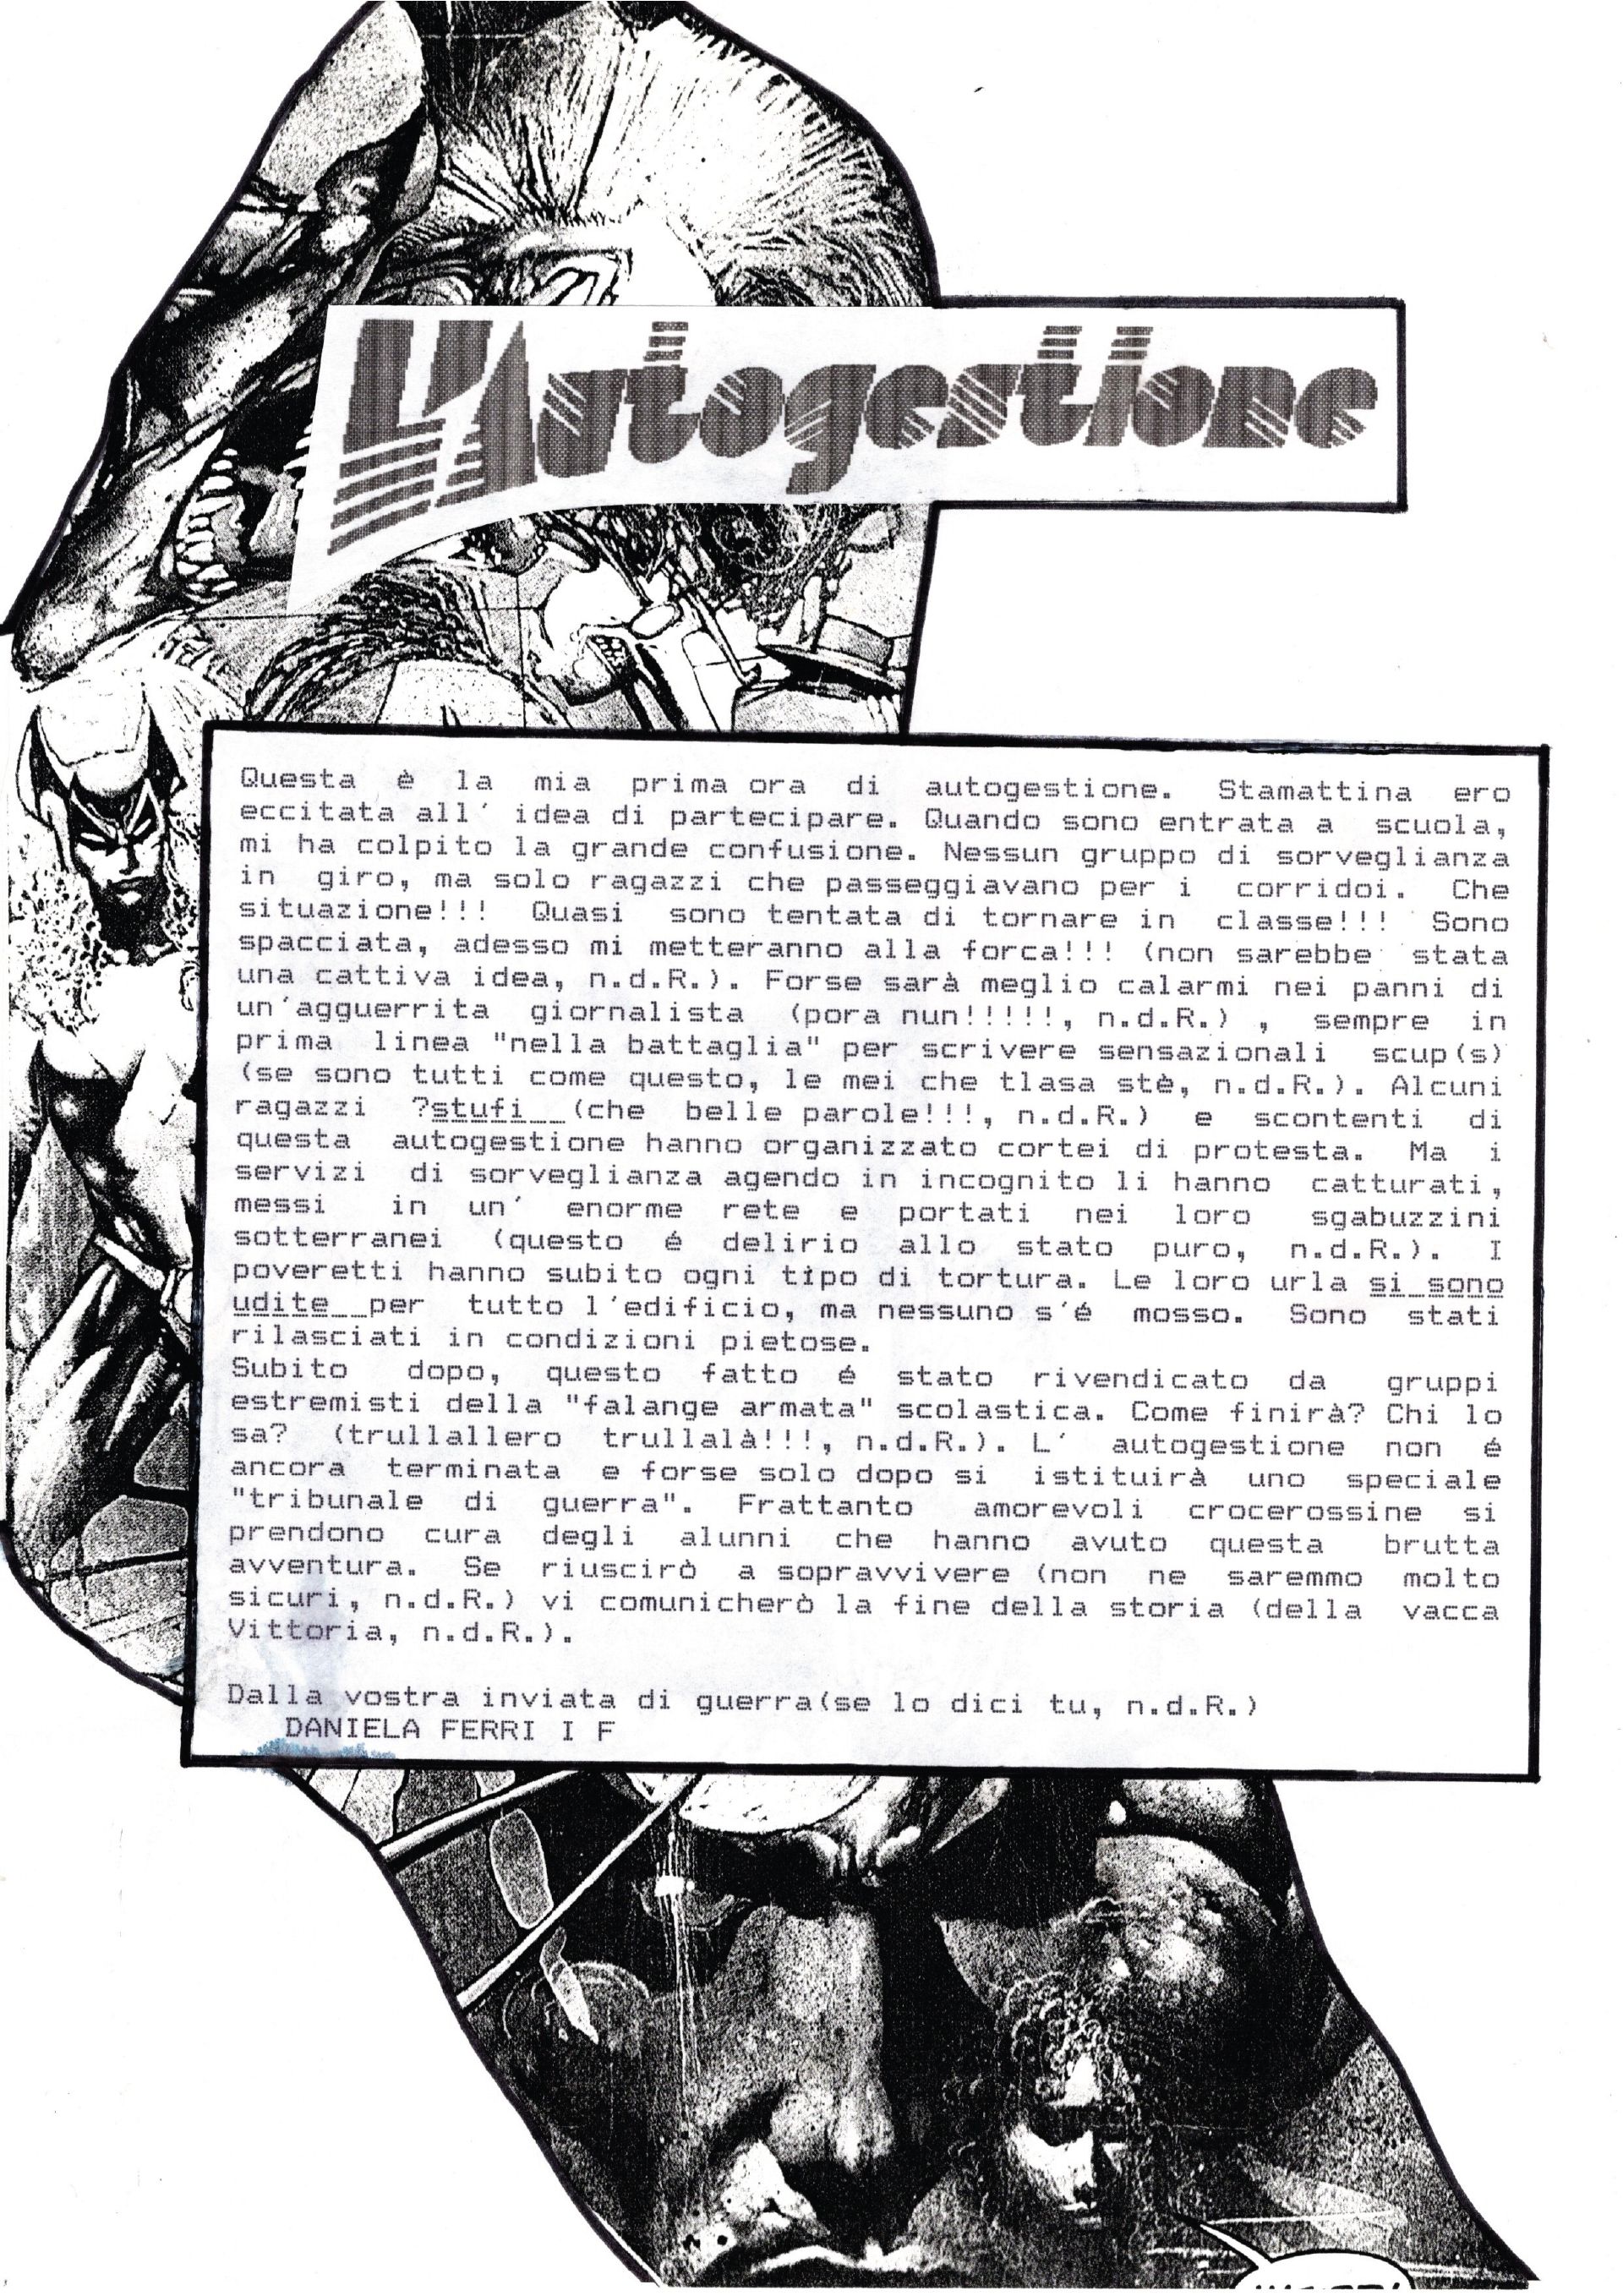 L'Autogestione
Questa è la mia prima ora di autogestione. Stamattina ero
eccitata all' idea di partecipare. Quando sono entrata a scuola,
mi ha colpito la grande confusione. Nessun gruppo di sorveglianza
in giro, ma solo ragazzi che passeggiavano per i corridoi. Che
situazione!!! Quasi sono tentata di tornare in classe!!! Sono
spacciata, adesso mi metteranno alla forca!!! (non sarebbe stata
una cattiva idea, n.d.R.). Forse sarà meglio calarmi nei panni di
un'agguerrita giornalista (pora nun!!!!!, n.d.R.) , sempre in
prima linea "nella battaglia" per scrivere sensazionali scup(s)
(se sono tutti come questo, le mei che tlasa stè, n.d.R.). Alcuni
ragazzi ?stufi__(che belle parole!!!, n.d.R.) e scontenti di
questa autogestione hanno organizzato cortei di protesta. Ma i
servizi di sorveglianza agendo in incognito li hanno catturati,
messi in un' enorme rete e portati nei loro sgabuzzini
sotterranei (questo é delirio allo stato puro, n.d.R.). I
poveretti hanno subito ogni tipo di tortura. Le loro urla si_sono
udite__per tutto l'edificio, ma nessuno s'é mosso. Sono stati
rilasciati in condizioni pietose.
Subito dopo, questo fatto é stato rivendicato da gruppi
estremisti della "falange armata" scolastica. Come finirà? Chi lo
sa? (trullallero trullalà!!!, n.d.R.). L' autogestione non é
ancora terminata e forse solo dopo si istituirà uno speciale
"tribunale di guerra". Frattanto amorevoli crocerossine si
prendono cura degli alunni che hanno avuto questa brutta
avventura. Se riuscirò a sopravvivere (non ne saremmo molto
sicuri, n.d.R.) vi comunicherò la fine della storia (della vacca
Vittoria, n.d.R.).
Dalla vostra inviata di guerra(se lo dici tu, n.d.R.)
DANIELA FERRI I F